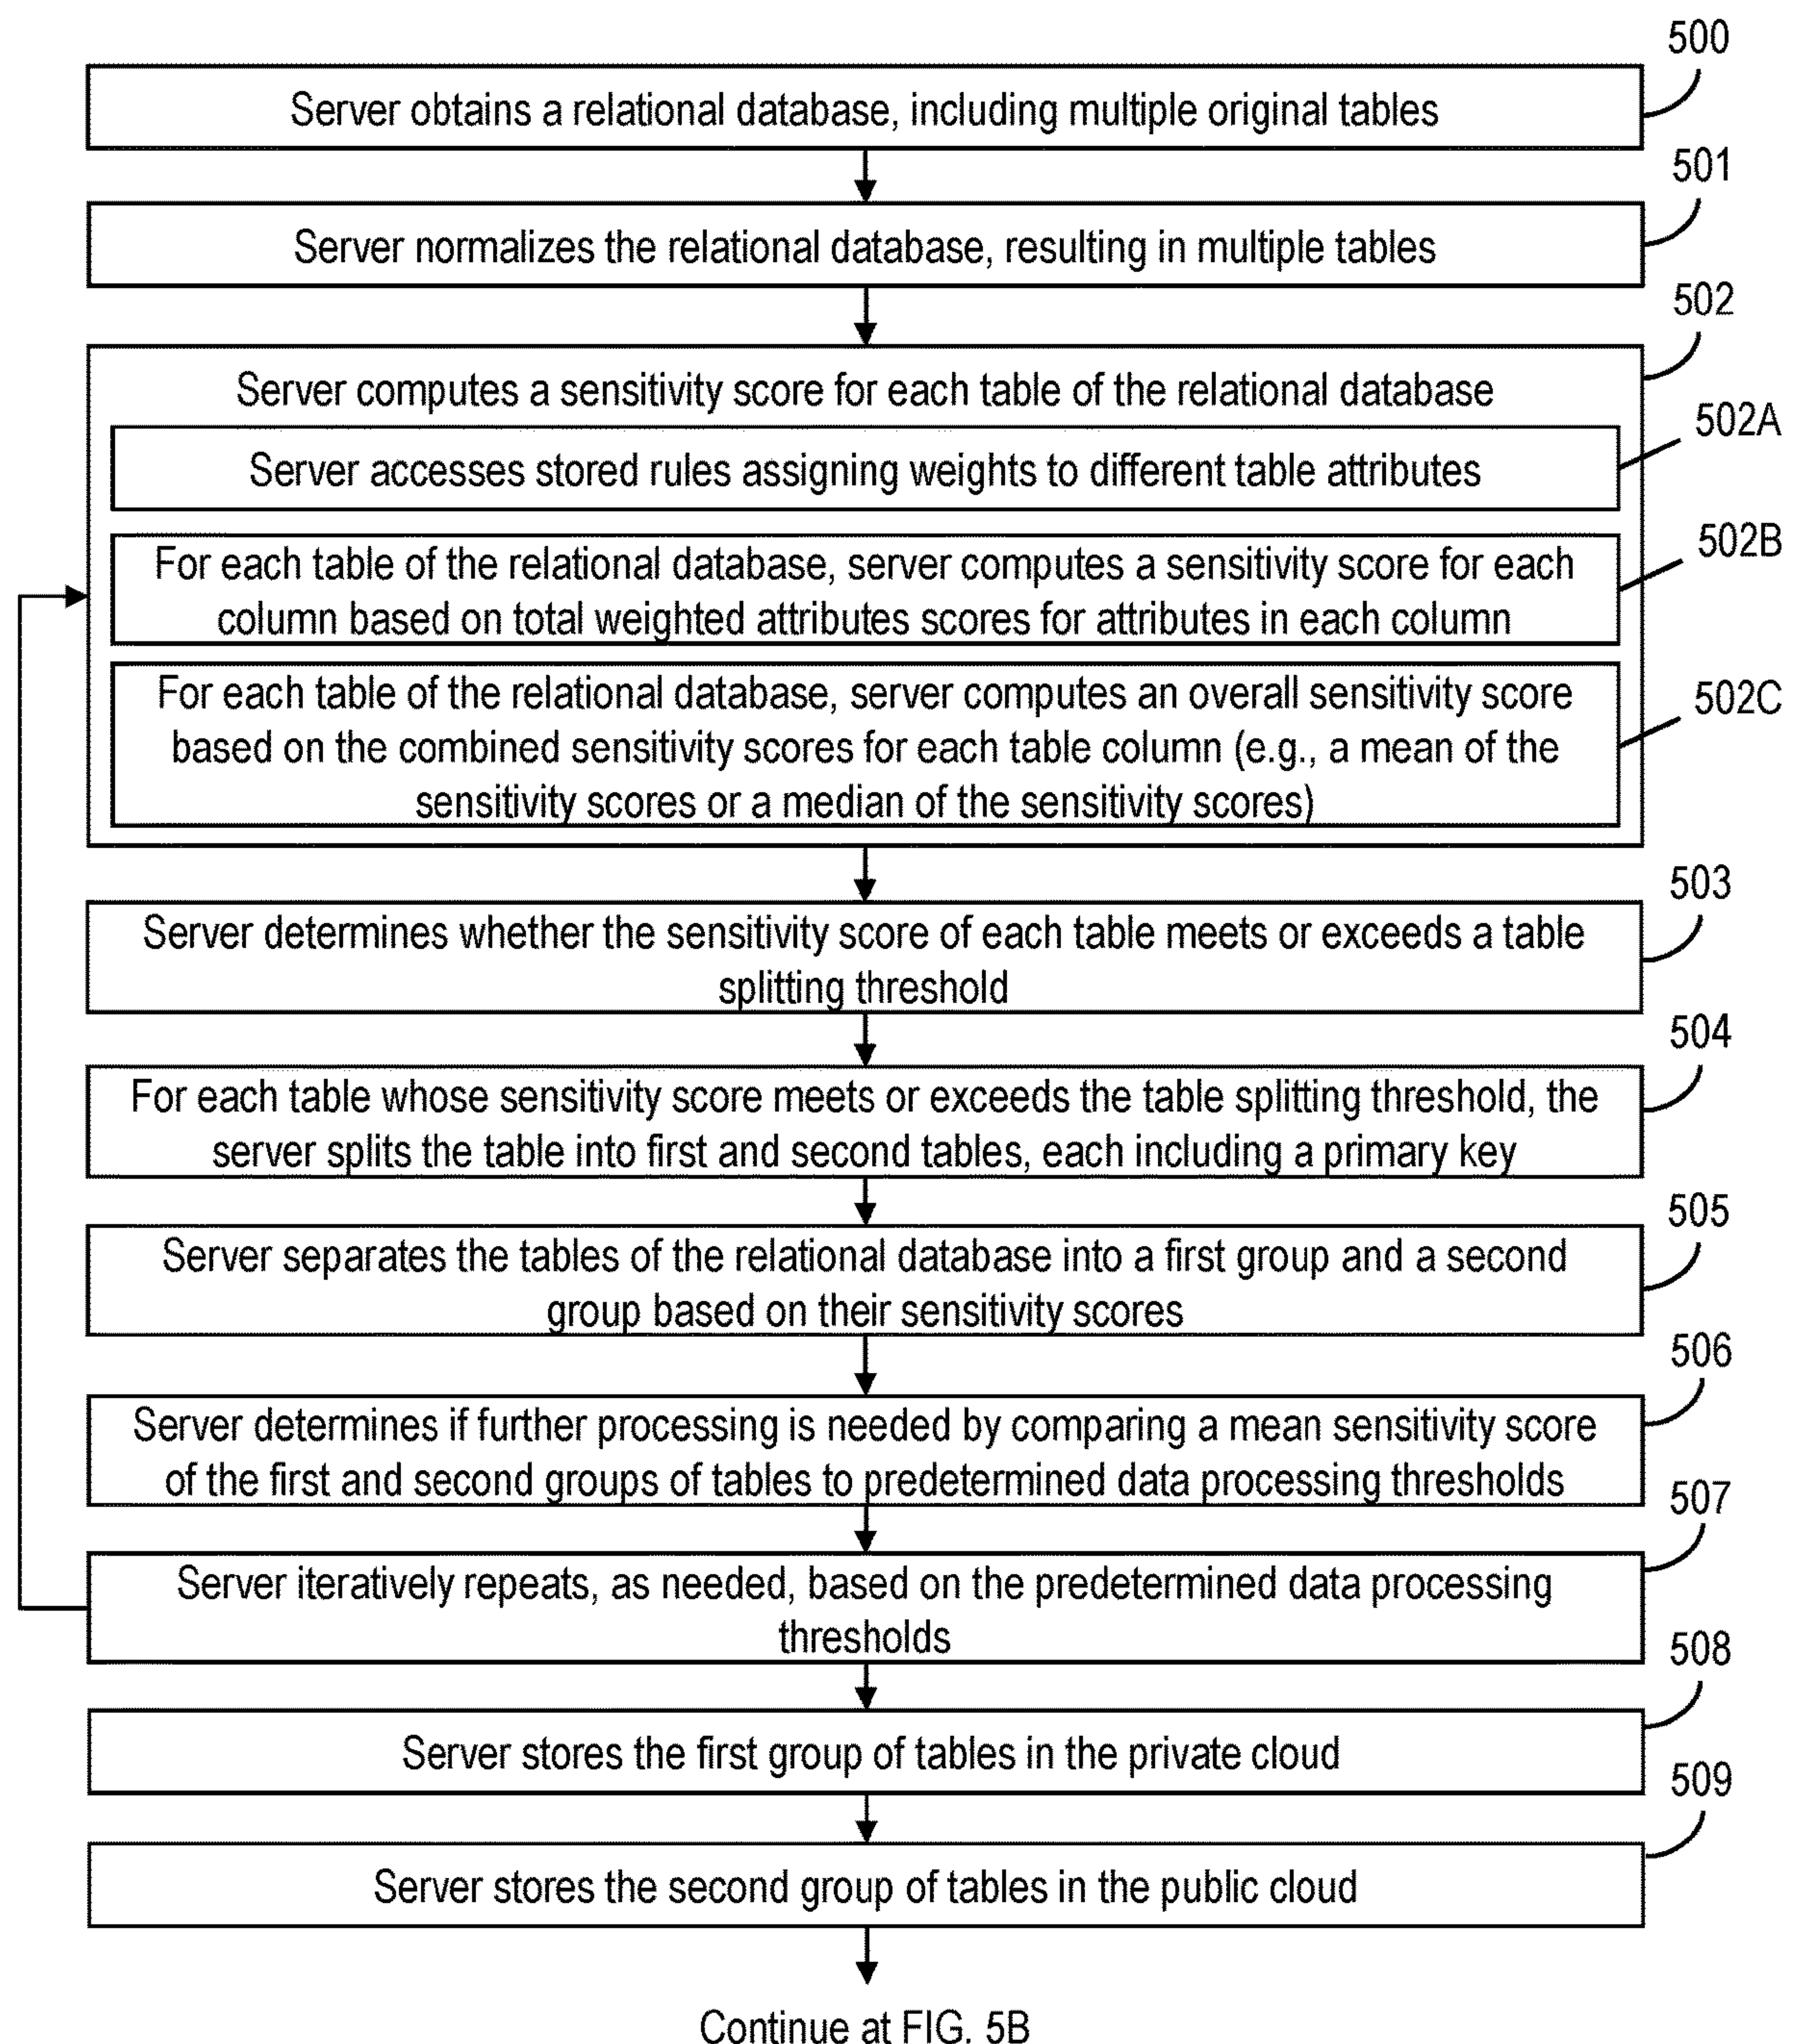 500
Server obtains a relational database, including multiple original tables
501
Server normalizes the relational database, resulting in multiple tables
502
Server computes a sensitivity score for each table of the relational database
502A
Server accesses stored rules assigning weights to different table attributes
502B
For each table of the relational database, server computes a sensitivity score for each
column based on total weighted attributes scores for attributes in each column
502C
For each table of the relational database, server computes an overall sensitivity score
based on the combined sensitivity scores for each table column (e.g., a mean of the
sensitivity scores or a median of the sensitivity scores)
503
Server determines whether the sensitivity score of each table meets or exceeds a table
splitting threshold
504
For each table whose sensitivity score meets or exceeds the table splitting threshold, the
server splits the table into first and second tables, each including a primary key
505
Server separates the tables of the relational database into a first group and a second
group based on their sensitivity scores
506
Server determines if further processing is needed by comparing a mean sensitivity score
of the first and second groups of tables to predetermined data processing thresholds
507
Server iteratively repeats, as needed, based on the predetermined data processing
thresholds
508
Server stores the first group of tables in the private cloud
509
Server stores the second group of tables in the public cloud
Continue at FIG. 5B